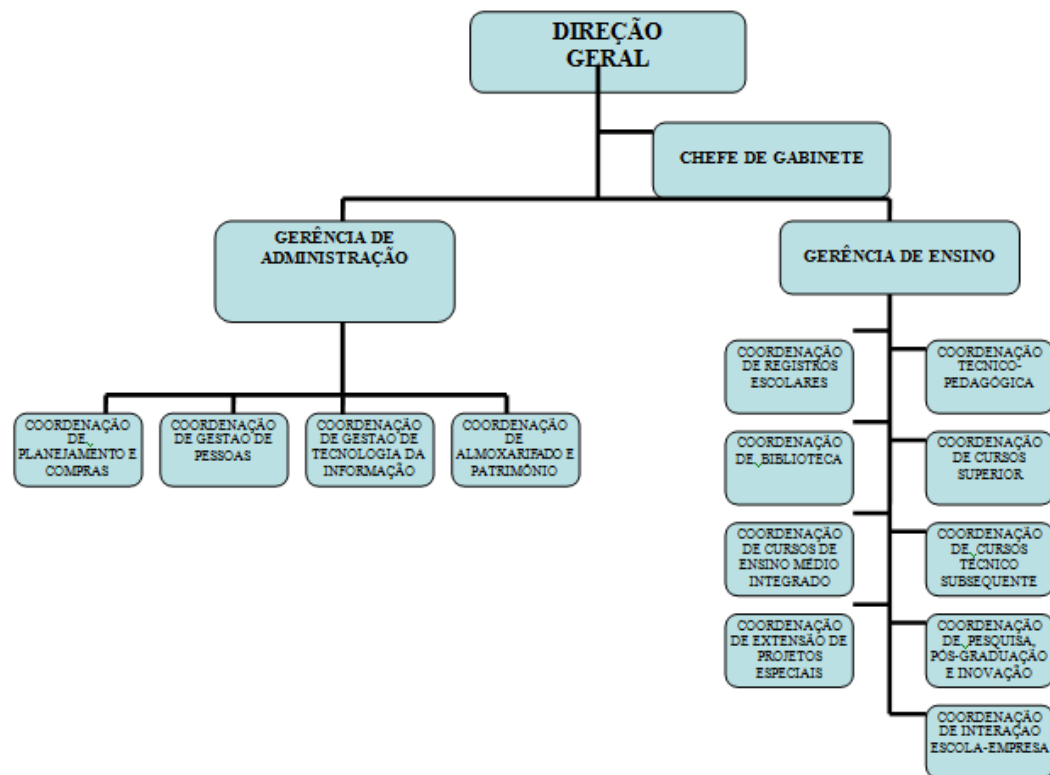 DIREÇÃO
GERAL
CHEFE DE GABINETE
GERÊNCIA DE
ADMINISTRAÇÃO
GERÊNCIA DE ENSINO
COORDENAÇÃO
DE
PLANEJAMENTO E
COMPRAS
COORDENAÇÃO
DE GESTAO DE
PESSOAS
COORDENAÇÃO
DE GESTAO DE
TECNOLOGIA DA
INFORMAÇÃO
COORDENAÇÃO
DE
ALMOXARIFADO E
PATRIMÔNIO
COORDENAÇÃO
DE REGISTROS
ESCOLARES
COORDENAÇÃO
TECNICO-
PEDAGÓGICA
COORDENAÇÃO
DE BIBLIOTECA
COORDENAÇÃO
DE CURSOS
SUPERIOR
COORDENAÇÃO
DE CURSOS DE
ENSINO MÉDIO
INTEGRADO
COORDENAÇÃO
DE CURSOS
TÉCNICO
SUBSEQUENTE
COORDENAÇÃO
DE EXTENSÃO DE
PROJETOS
ESPECIAIS
COORDENAÇÃO
DE PESQUISA,
PÓS-GRADUAÇÃO
E INOVAÇÃO
COORDENAÇÃO
DE INTERAÇAO
ESCOLA-EMPRESA